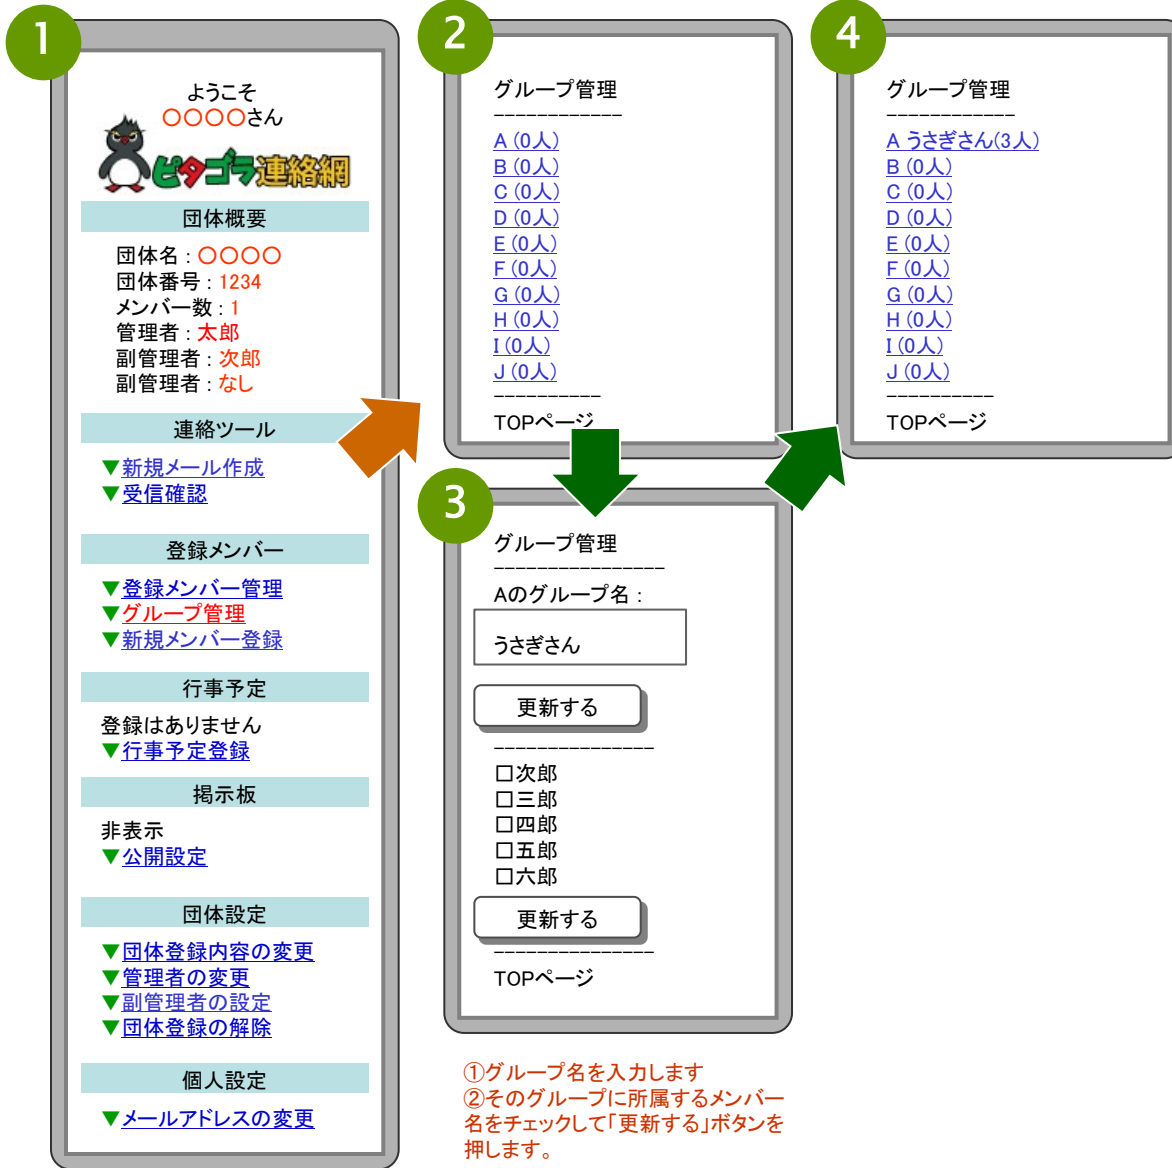 1
ようこそ
〇〇〇〇さん
ピタゴラ連絡網
団体概要
団体名：〇〇〇〇
団体番号：1234
メンバー数：1
管理者：太郎
副管理者：次郎
副管理者：なし
連絡ツール
▼新規メール作成
▼受信確認
登録メンバー
▼登録メンバー管理
▼グループ管理
▼新規メンバー登録
行事予定
登録はありません
▼行事予定登録
掲示板
非表示
▼公開設定
団体設定
▼団体登録内容の変更
▼管理者の変更
▼副管理者の設定
▼団体登録の解除
個人設定
▼メールアドレスの変更
2
グループ管理
------------
A (0人)
B (0人)
C (0人)
D (0人)
E (0人)
F (0人)
G (0人)
H (0人)
I (0人)
J (0人)
----------
TOPページ
3
グループ管理
----------------
Aのグループ名：
うさぎさん
更新する
---------------
□次郎
□三郎
□四郎
□五郎
□六郎
更新する
---------------
TOPページ
①グループ名を入力します
②そのグループに所属するメンバー
名をチェックして「更新する」ボタンを
押します。
4
グループ管理
------------
A うさぎさん(3人)
B (0人)
C (0人)
D (0人)
E (0人)
F (0人)
G (0人)
H (0人)
I (0人)
J (0人)
----------
TOPページ